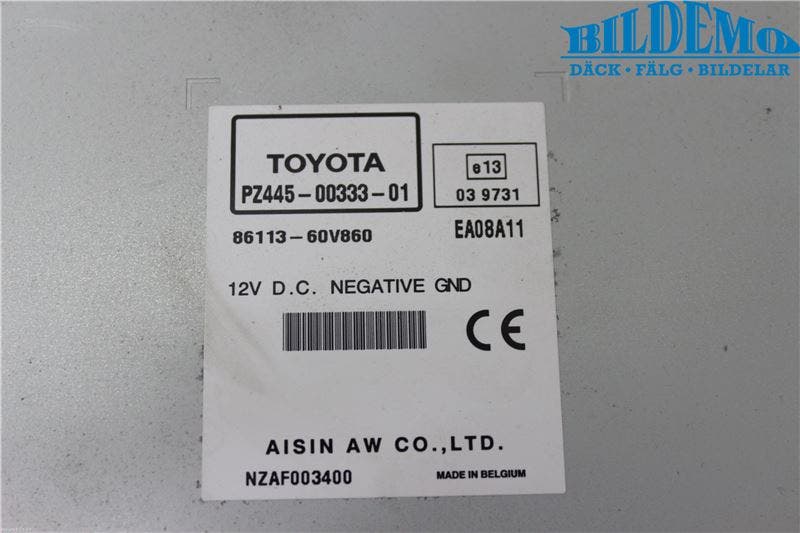 BILDEMO
DÄCK • FÄLG • BILDELAR
TOYOTA
PZ445-00333-01
e13
03 9731
86113-60V860
EA08A11
12V D.C. NEGATIVE GND
CE
AISIN AW CO.,LTD.
NZAF003400
MADE IN BELGIUM